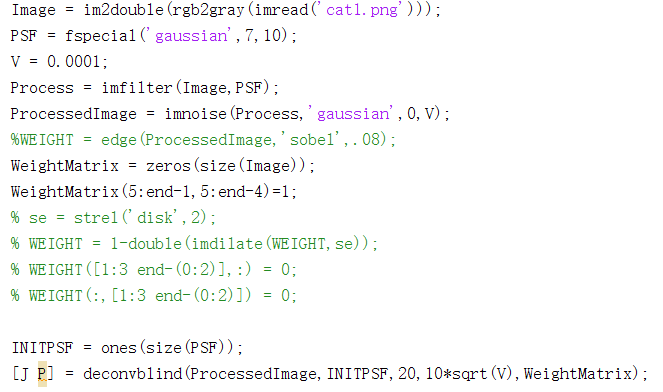 Image = im2double(rgb2gray(imread('cat1.png')));
PSF = fspecial('gaussian',7,10);
V = 0.0001;
Process = imfilter(Image,PSF);
ProcessedImage = imnoise(Process,'gaussian',0,V);
%WEIGHT = edge(ProcessedImage,'sobel',.08);
WeightMatrix = zeros(size(Image));
WeightMatrix(5:end-1,5:end-4)=1;
% se = strel('disk',2);
% WEIGHT = 1-double(imdilate(WEIGHT,se));
% WEIGHT([1:3 end-(0:2)],:) = 0;
% WEIGHT(:,[1:3 end-(0:2)]) = 0;
INITPSF = ones(size(PSF));
[J P] = deconvblind(ProcessedImage,INITPSF,20,10*sqrt(V),WeightMatrix);